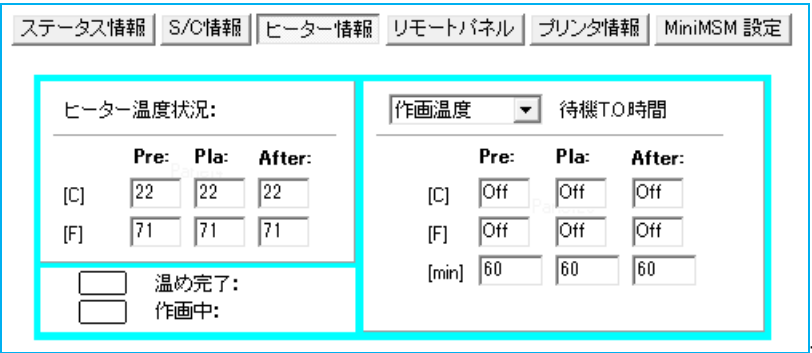 ステータス情報 S/C情報 ヒーター情報 リモートパネル プリンタ情報 MiniMSM 設定
ヒーター温度状況:
Pre: Pla: After:
[C] 22 22 22
[F] 71 71 71
温め完了:
作画中:
作画温度 待機T.O時間
Pre: Pla: After:
[C] Off Off Off
[F] Off Off Off
[min] 60 60 60